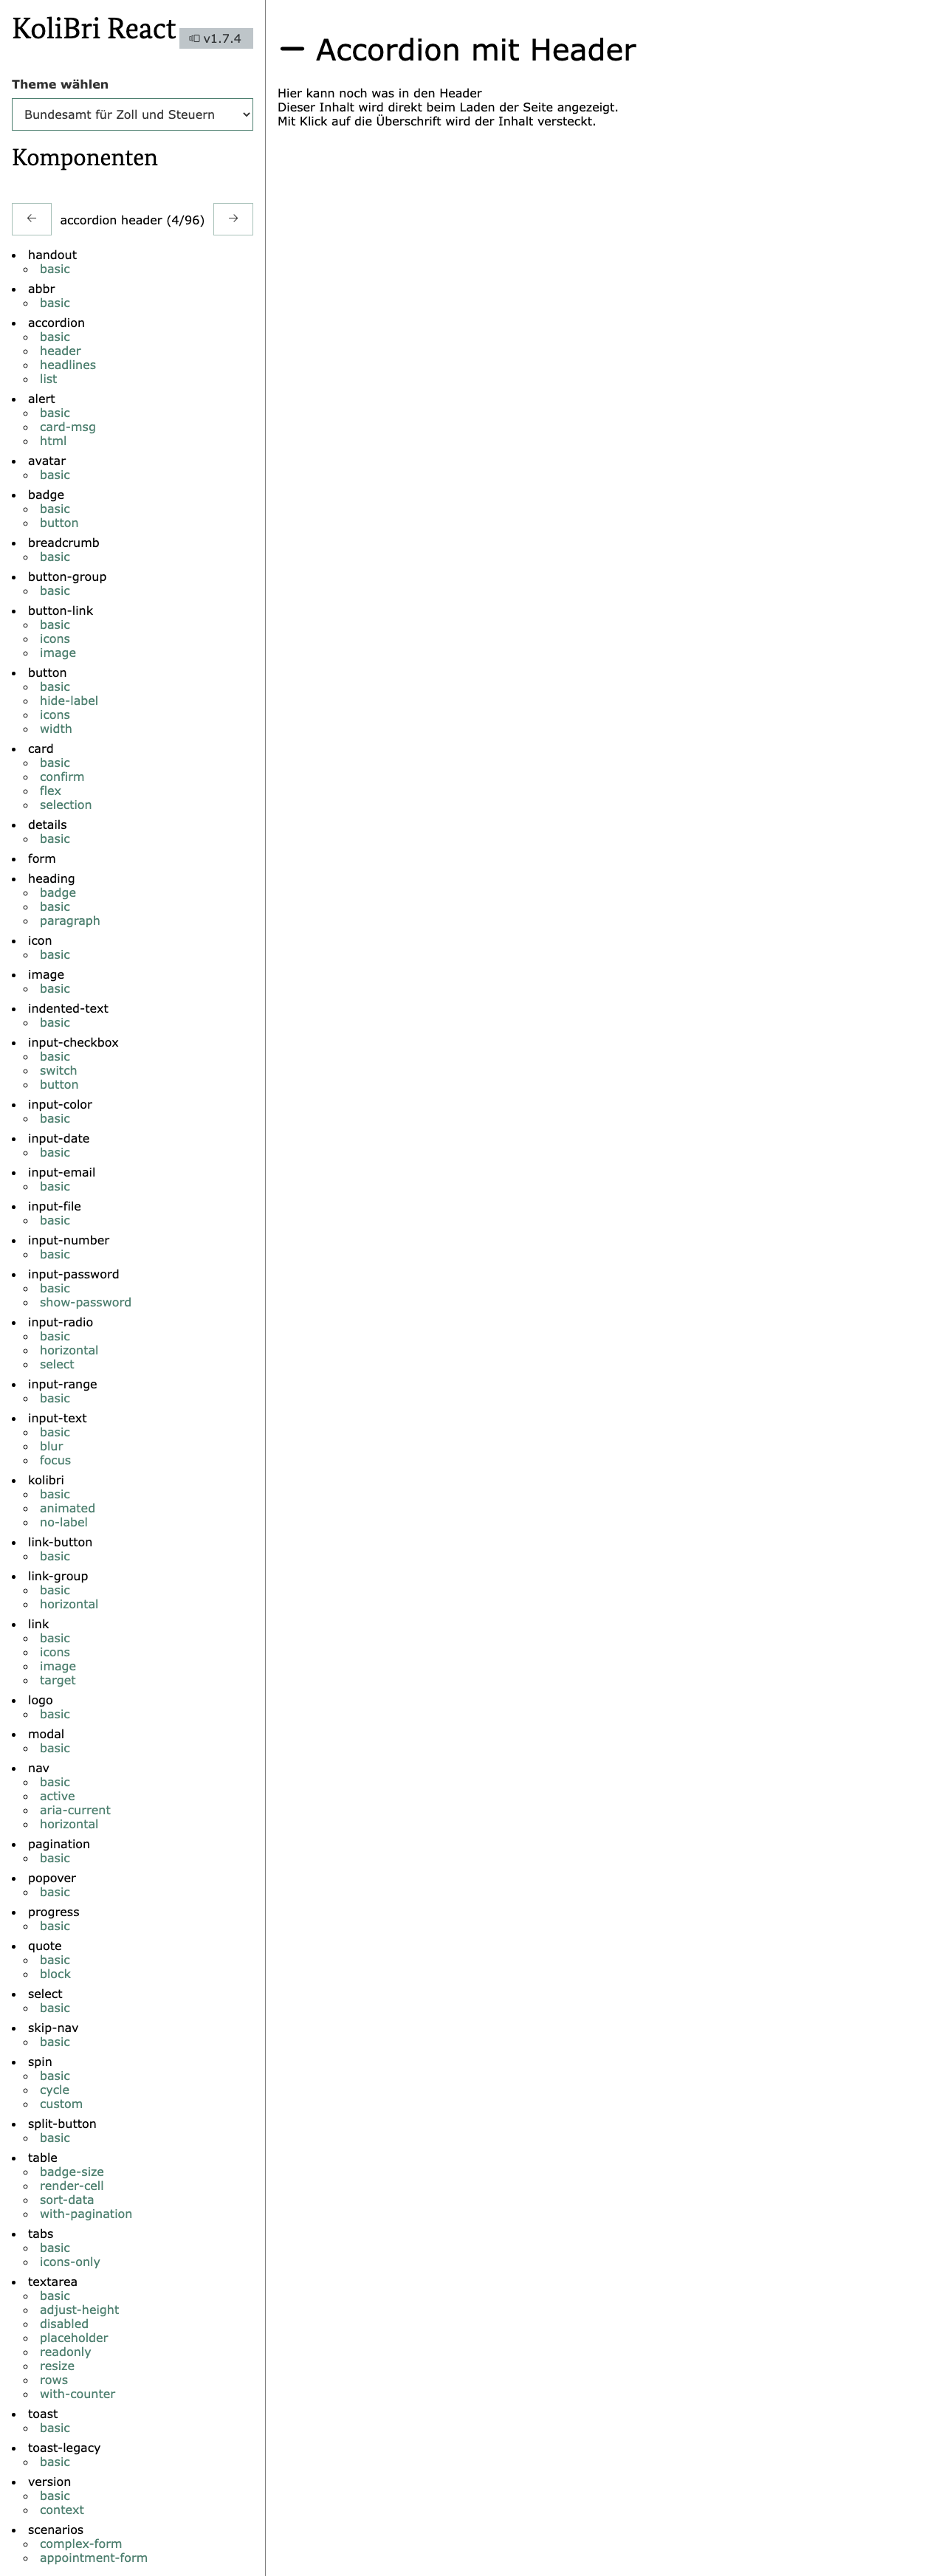 KoliBri React
v1.7.4
Theme wählen
Bundesamt für Zoll und Steuern
Komponenten
← accordion header (4/96) →
handout
basic
abbr
basic
accordion
basic
header
headlines
list
alert
basic
card-msg
html
avatar
basic
badge
basic
button
breadcrumb
basic
button-group
basic
button-link
basic
icons
image
button
basic
hide-label
icons
width
card
basic
confirm
flex
selection
details
basic
form
heading
badge
basic
paragraph
icon
basic
image
basic
indented-text
basic
input-checkbox
basic
switch
button
input-color
basic
input-date
basic
input-email
basic
input-file
basic
input-number
basic
input-password
basic
show-password
input-radio
basic
horizontal
select
input-range
basic
input-text
basic
blur
focus
kolibri
basic
animated
no-label
link-button
basic
link-group
basic
horizontal
link
basic
icons
image
target
logo
basic
modal
basic
nav
basic
active
aria-current
horizontal
pagination
basic
popover
basic
progress
basic
quote
basic
block
select
basic
skip-nav
basic
spin
basic
cycle
custom
split-button
basic
table
badge-size
render-cell
sort-data
with-pagination
tabs
basic
icons-only
textarea
basic
adjust-height
disabled
placeholder
readonly
resize
rows
with-counter
toast
basic
toast-legacy
basic
version
basic
context
scenarios
complex-form
appointment-form
Accordion mit Header
Hier kann noch was in den Header
Dieser Inhalt wird direkt beim Laden der Seite angezeigt.
Mit Klick auf die Überschrift wird der Inhalt versteckt.